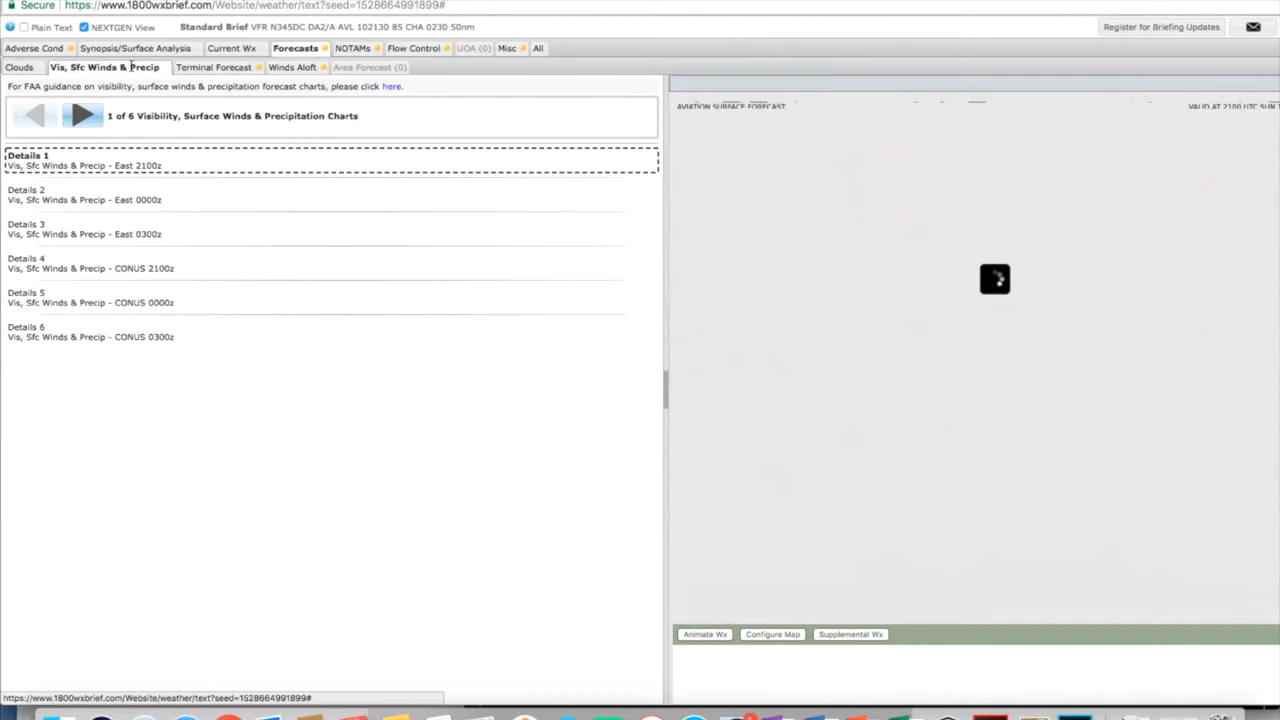 Secure https://www.1800wxbrief.com/Website/weather/text?seed=1528664991899#
Plain Text NEXTGEN View Standard Brief VFR N345DC DA2/A AVL 102130 85 CHA 0230 50nm Register for Briefing Updates
Adverse Cond Synopsis/Surface Analysis Current Wx Forecasts NOTAMs Flow Control UOA (0) Misc All
Clouds Vis, Sfc Winds & Precip Terminal Forecast Winds Aloft Area Forecast (0)
For FAA guidance on visibility, surface winds & precipitation forecast charts, please click here.
AVIATION SURFACE FORECAST VALID AT 2100 UTC SUN
1 of 6 Visibility, Surface Winds & Precipitation Charts
Details 1
Vis, Sfc Winds & Precip - East 2100z
Details 2
Vis, Sfc Winds & Precip - East 0000z
Details 3
Vis, Sfc Winds & Precip - East 0300z
Details 4
Vis, Sfc Winds & Precip - CONUS 2100z
Details 5
Vis, Sfc Winds & Precip - CONUS 0000z
Details 6
Vis, Sfc Winds & Precip - CONUS 0300z
Animate Wx Configure Map Supplemental Wx
https://www.1800wxbrief.com/Website/weather/text?seed=1528664991899#